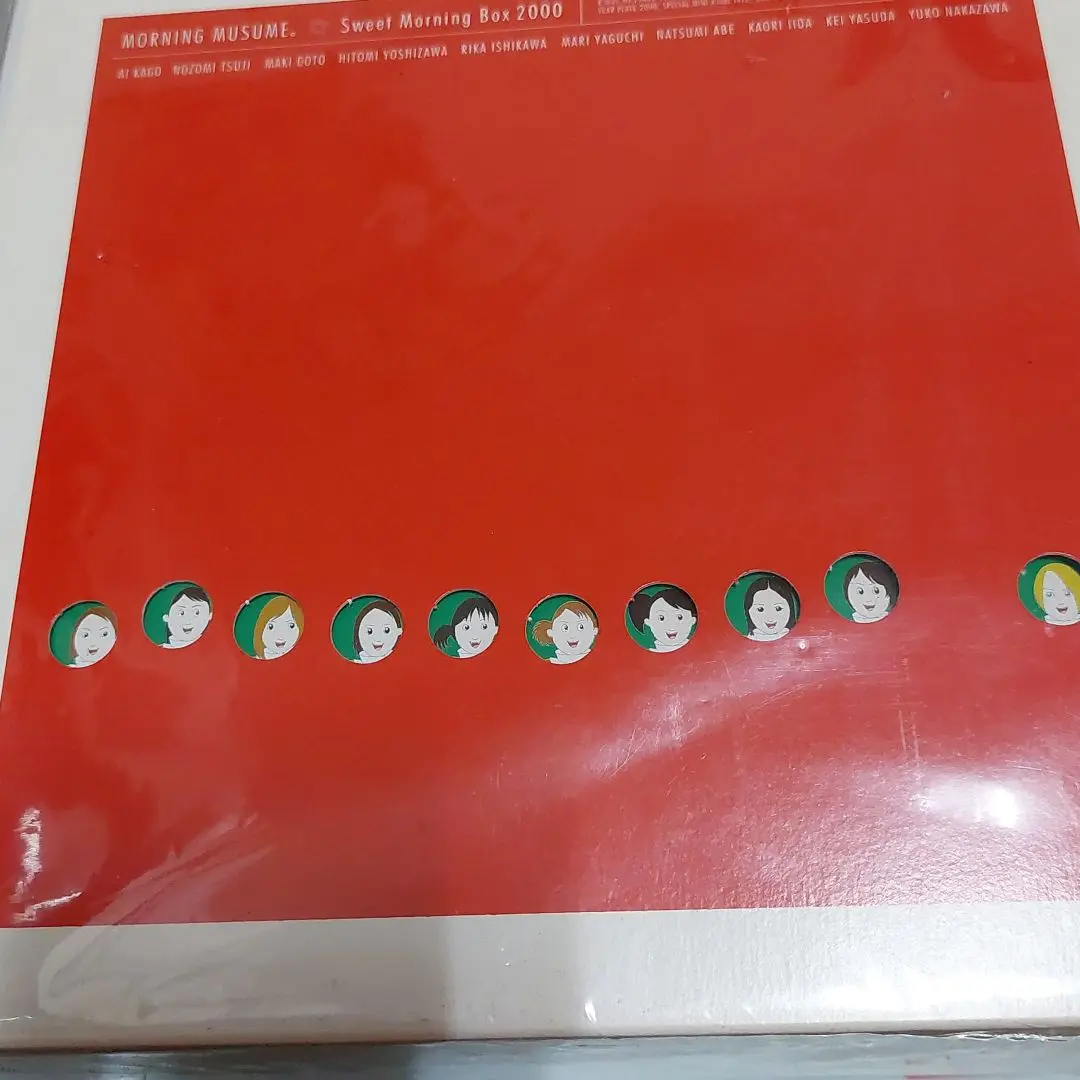 MORNING MUSUME。 Sweet Morning Box 2000
AI KAGO NOZOMI TSUJI MAKI GOTO HITOMI YOSHIZAWA RIKA ISHIKAWA MARI YAGUCHI NATSUMI ABE KAORI IIDA KEI YASUDA YUKO NAKAZAWA